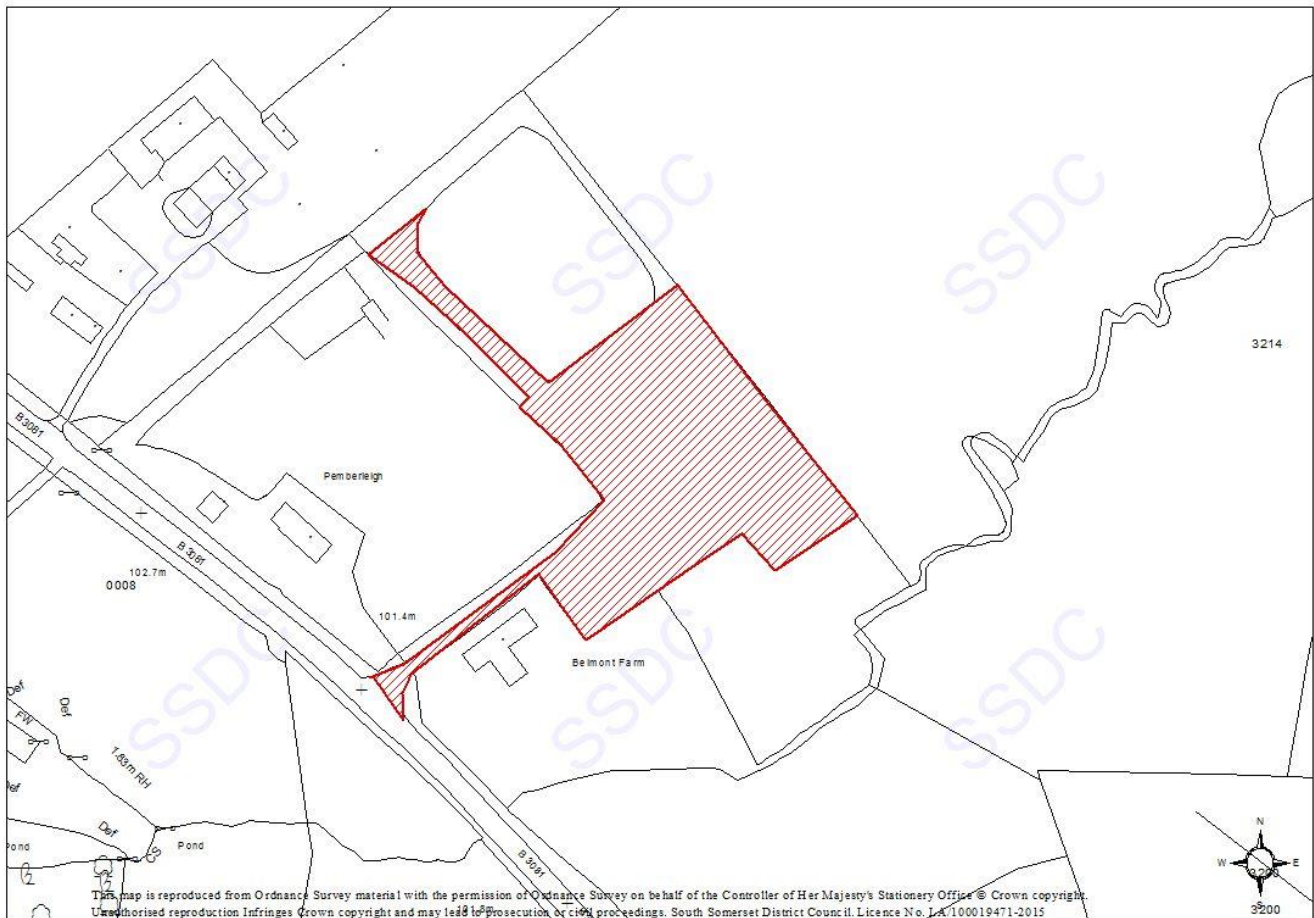 SSDC
SSDC
SSDC
3214
B 3081
Pemberleigh
B 3081
102.7m
0008
101.4m
Belmont Farm
SSDC
SSDC
SSDC
Def
Def
FW
1.83m RH
Def
Def
Pond
CS
Pond
B 3081
N
W
E
S
3200
This map is reproduced from Ordnance Survey material with the permission of Ordnance Survey on behalf of the Controller of Her Majesty's Stationery Office © Crown copyright.
Unauthorised reproduction Infringes Crown copyright and may lead to prosecution or civil proceedings. South Somerset District Council. Licence No. LA/100019471-2015
3200